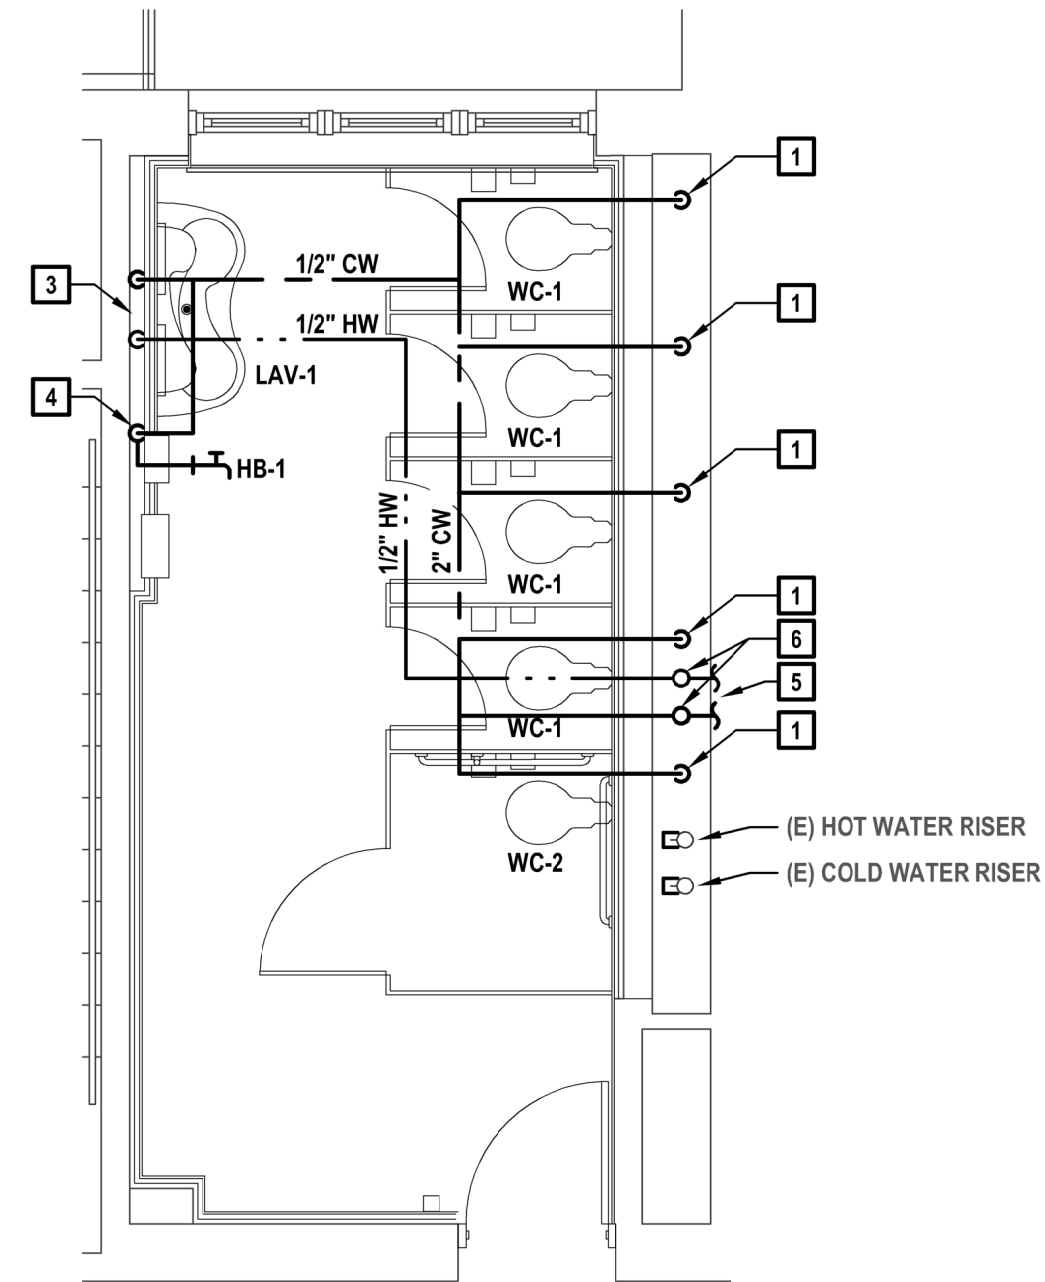 1
1/2" CW
3
WC-1
1
1/2" HW
LAV-1
4
WC-1
1
HB-1
1/2" HW
2" CW
WC-1
1
6
5
WC-1
1
(E) HOT WATER RISER
WC-2
(E) COLD WATER RISER